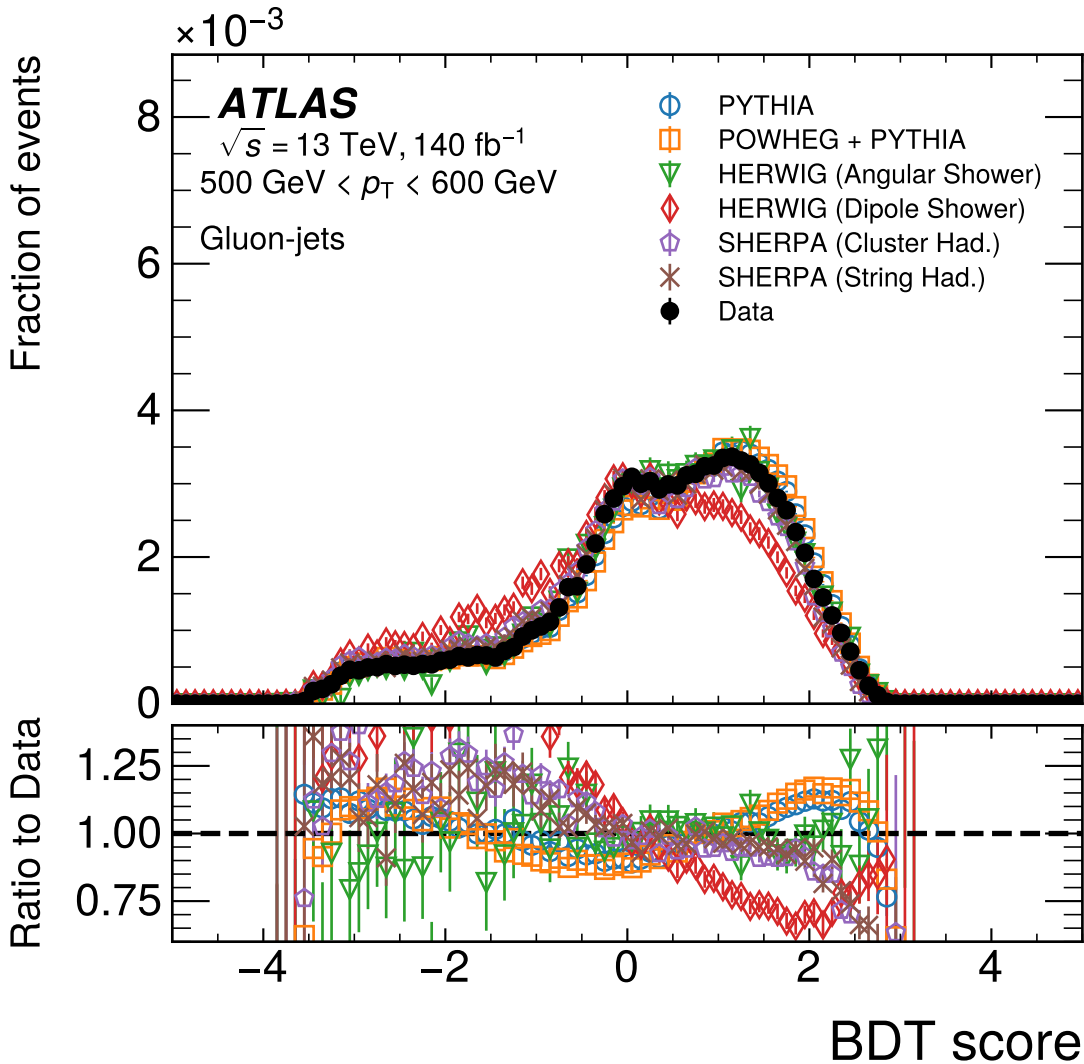 ×10⁻³
Fraction of events
8
6
4
2
0
ATLAS
√s = 13 TeV, 140 fb⁻¹
500 GeV < pT < 600 GeV
Gluon-jets
PYTHIA
POWHEG + PYTHIA
HERWIG (Angular Shower)
HERWIG (Dipole Shower)
SHERPA (Cluster Had.)
SHERPA (String Had.)
Data
Ratio to Data
1.25
1.00
0.75
−4 −2 0 2 4
BDT score